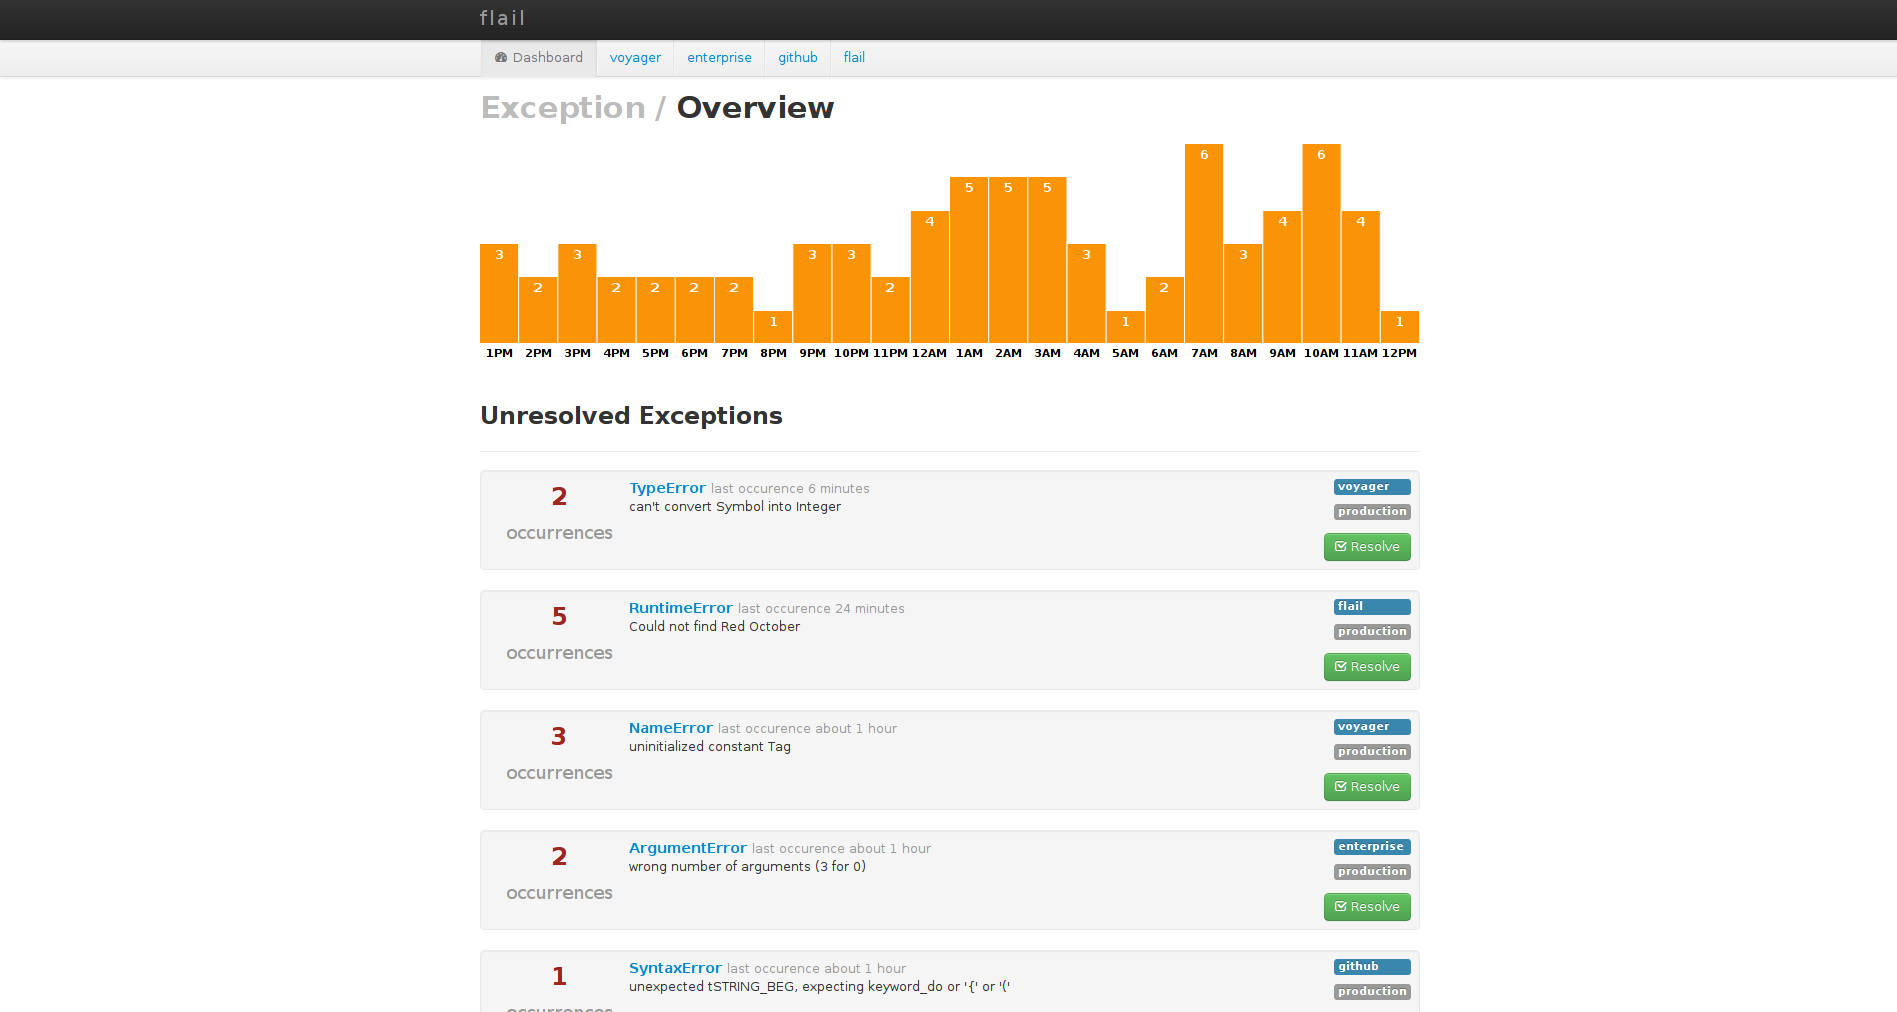 flail
Dashboard voyager enterprise github flail
Exception / Overview
3 2 3 2 2 2 2 1 3 3 2 4 5 5 5 3 1 2 6 3 4 6 4 1
1PM 2PM 3PM 4PM 5PM 6PM 7PM 8PM 9PM 10PM 11PM 12AM 1AM 2AM 3AM 4AM 5AM 6AM 7AM 8AM 9AM 10AM 11AM 12PM
Unresolved Exceptions
2 occurrences
TypeError last occurence 6 minutes
can't convert Symbol into Integer
voyager
production
Resolve
5 occurrences
RuntimeError last occurence 24 minutes
Could not find Red October
flail
production
Resolve
3 occurrences
NameError last occurence about 1 hour
uninitialized constant Tag
voyager
production
Resolve
2 occurrences
ArgumentError last occurence about 1 hour
wrong number of arguments (3 for 0)
enterprise
production
Resolve
1 occurrences
SyntaxError last occurence about 1 hour
unexpected tSTRING_BEG, expecting keyword_do or '{' or '('
github
production